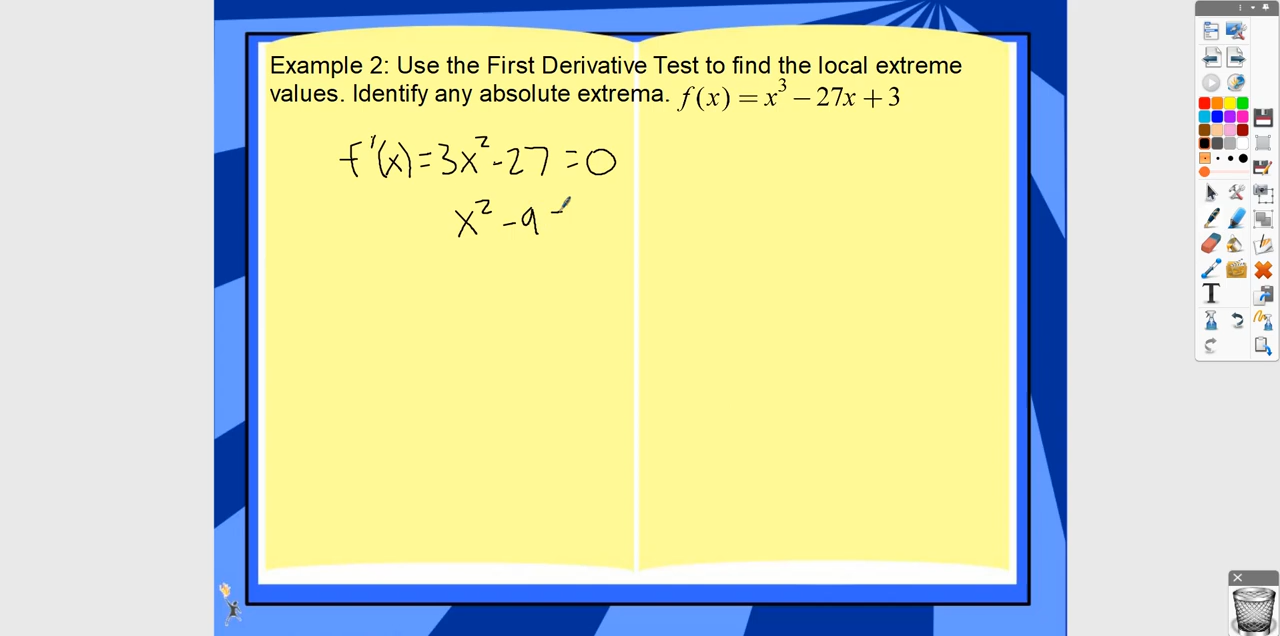 Example 2: Use the First Derivative Test to find the local extreme
values. Identify any absolute extrema. f(x) = x³ − 27x + 3
f'(x) = 3x² - 27 = 0
x² - 9 -
T